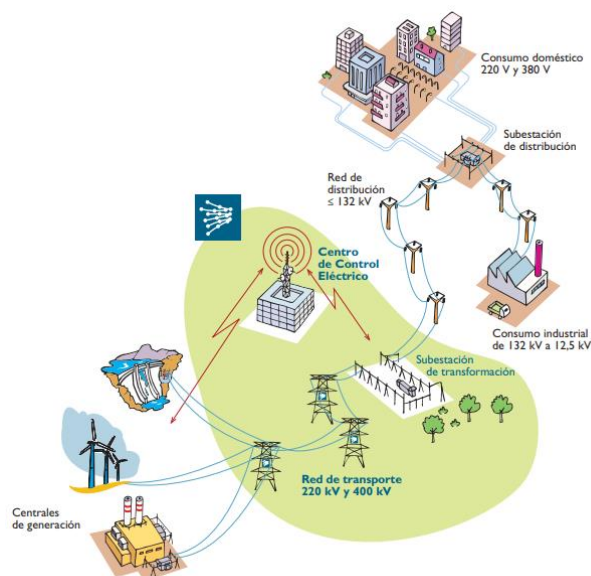 Consumo doméstico
220 V y 380 V
Subestación
de distribución
Red de
distribución
≤ 132 kV
Centro
de Control
Eléctrico
Consumo industrial
de 132 kV a 12,5 kV
Subestación
de transformación
Red de transporte
220 kV y 400 kV
Centrales
de generación